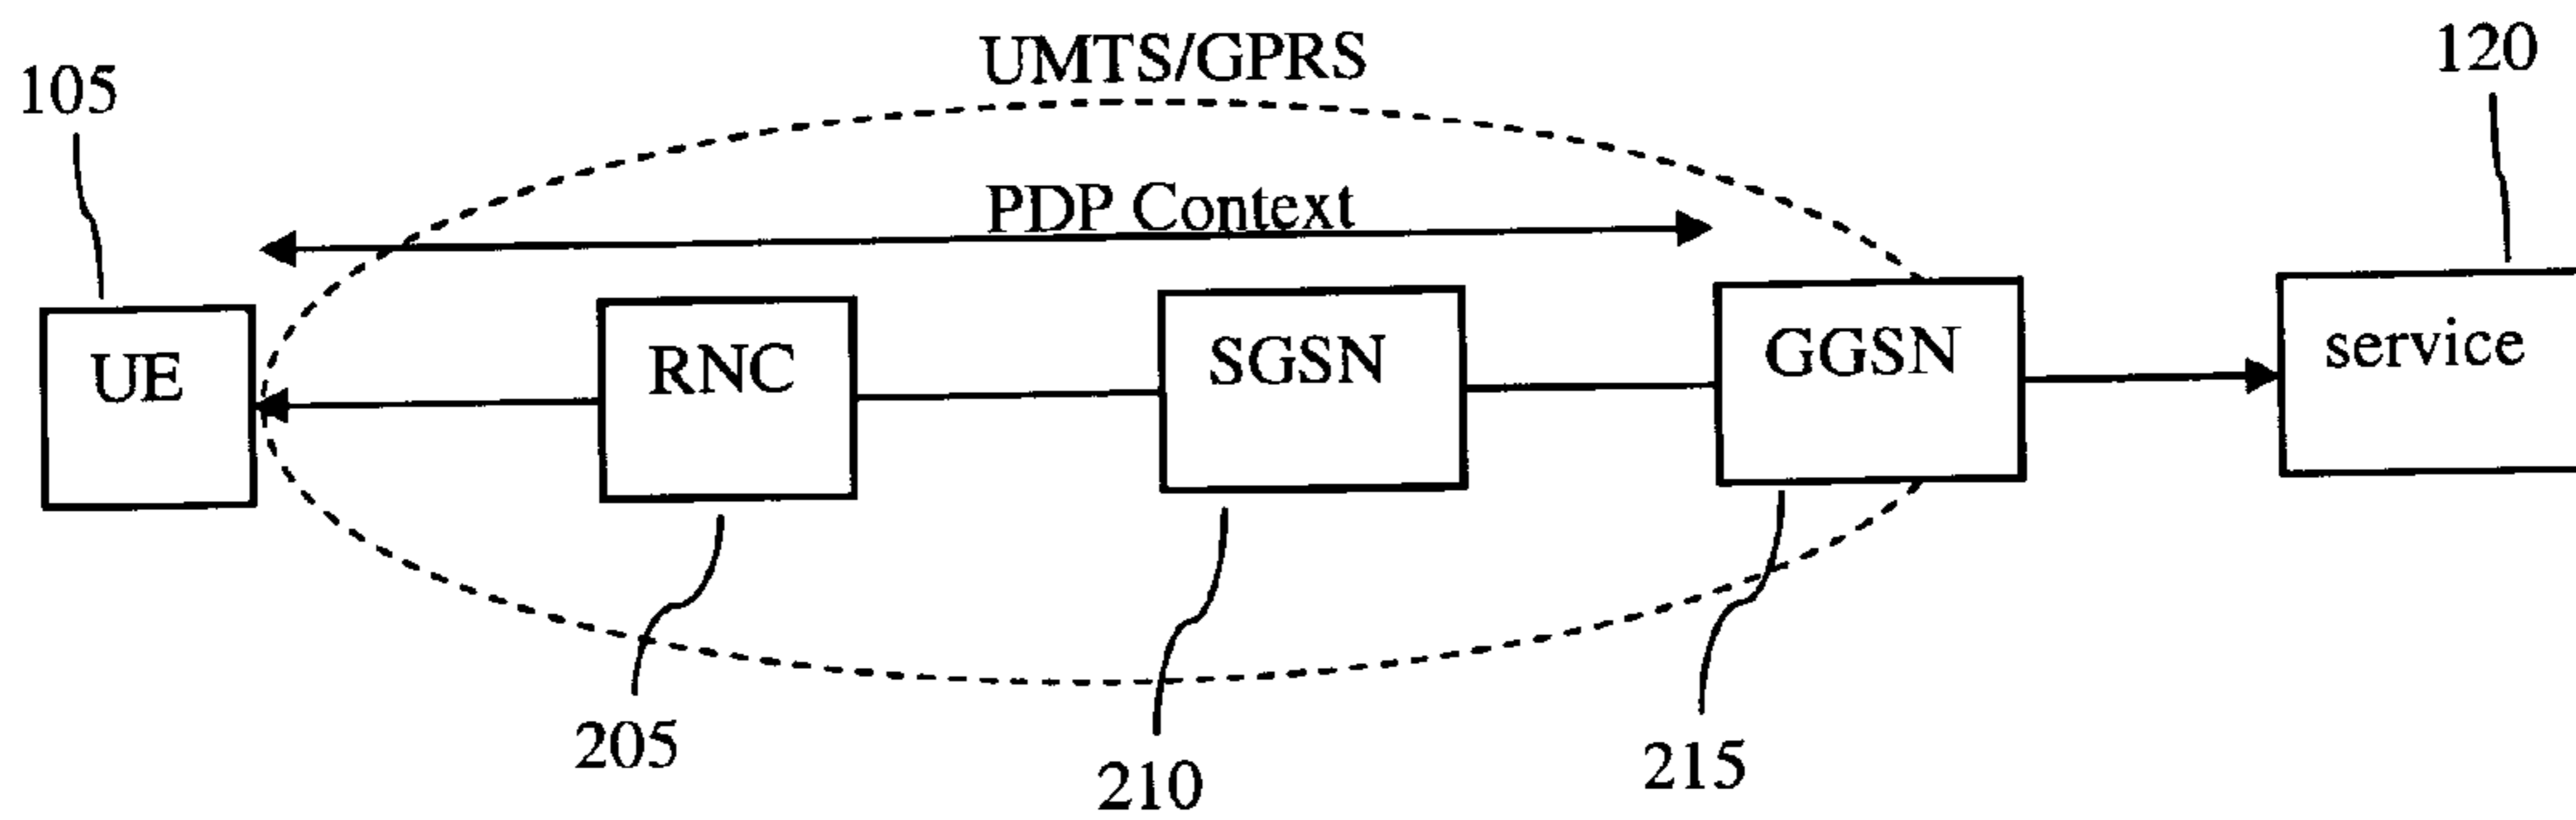 UMTS/GPRS
105
120
PDP Context
UE
RNC
SGSN
GGSN
service
205
210
215